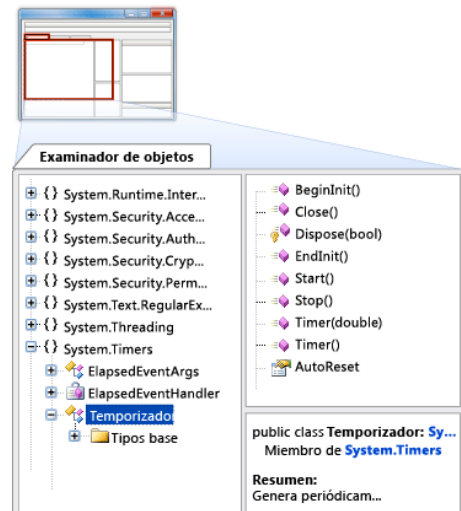 Examinador de objetos
{} System.Runtime.Inter...
{} System.Security.Acce...
{} System.Security.Auth...
{} System.Security.Cryp...
{} System.Security.Perm...
{} System.Text.RegularEx...
{} System.Threading
{} System.Timers
ElapsedEventArgs
ElapsedEventHandler
Temporizador
Tipos base
BeginInit()
Close()
Dispose(bool)
EndInit()
Start()
Stop()
Timer(double)
Timer()
AutoReset
public class Temporizador: Sy...
Miembro de System.Timers
Resumen:
Genera periódicam...